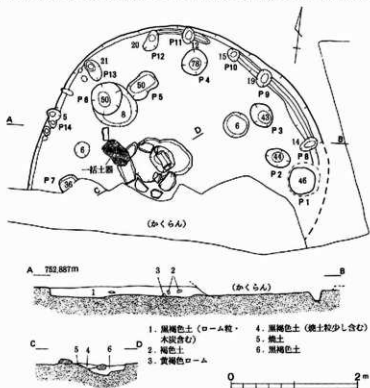 P11
20
P12
78
P4
15
P10
21
P13
50
P5
50
P6
8
19
P9
43
P3
6
5
P14
A
D
B
14
P8
6
44
P2
一括土器
P7
36
C
46
P1
(かくらん)
A 752,887m
3 2
B
1
(かくらん)
C 5 4 6 D
1. 黒褐色土 (ローム粒・木炭含む)
2. 褐色土
3. 黄褐色ローム
4. 黒褐色土 (焼土粒少し含む)
5. 焼土
6. 黒褐色土
0 2m